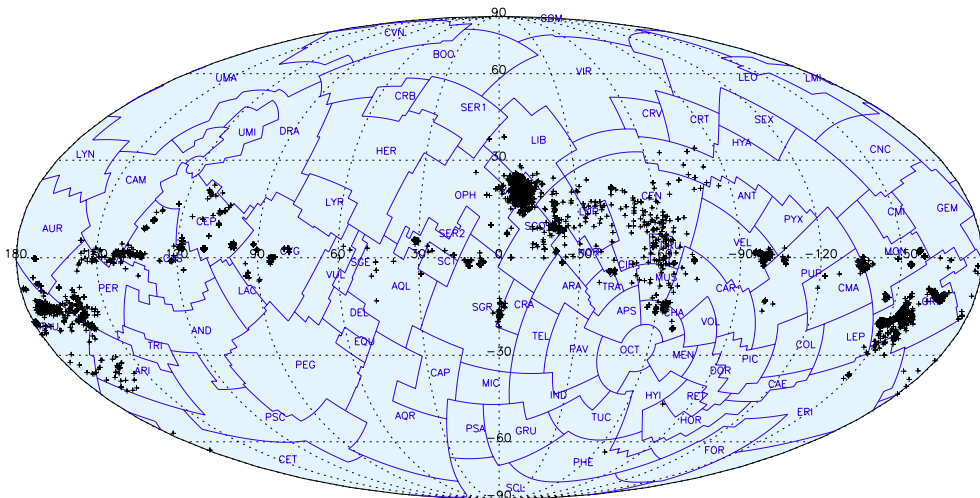 90
COM
CVN
BOO
60
VIR
UMA
LEO
LMI
CRB
SER1
CRV
CRT
SEX
UMI
DRA
LIB
HYA
LYN
HER
CNC
30
CAM
OPH
CEN
ANT
LYR
CMI
GEM
CEP
PYX
AUR
SCO
SER2
VEL
MON
180
90
30
0
-90
-120
-150
CYG
SGE
SCT
CIR
MUS
PUP
PER
LAC
VUL
AQL
ARA
TRA
CAR
CMA
DEL
SGR
CRA
APS
CHA
VOL
AND
TRI
EQU
TEL
PAV
OCT
MEN
PIC
COL
LEP
-30
ARI
PEG
CAP
MIC
DOR
CAE
IND
HYI
RET
PSC
AQR
TUC
HOR
ERI
PSA
GRU
-60
CET
PHE
FOR
SCL
-90